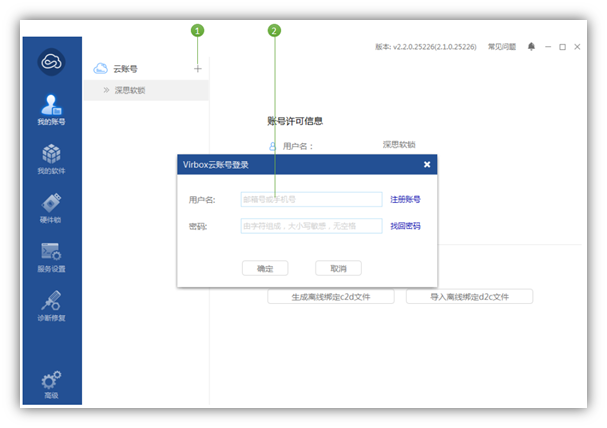 1
2
版本: v2.2.0.25226(2.1.0.25226) 常见问题
云账号 +
深思软锁
我的账号
我的软件
硬件锁
服务设置
诊断修复
高级
账号许可信息
用户名： 深思软锁
Virbox云账号登录
用户名: 邮箱号或手机号 注册账号
密码: 由字符组成，大小写敏感，无空格 找回密码
确定 取消
生成离线绑定c2d文件 导入离线绑定d2c文件